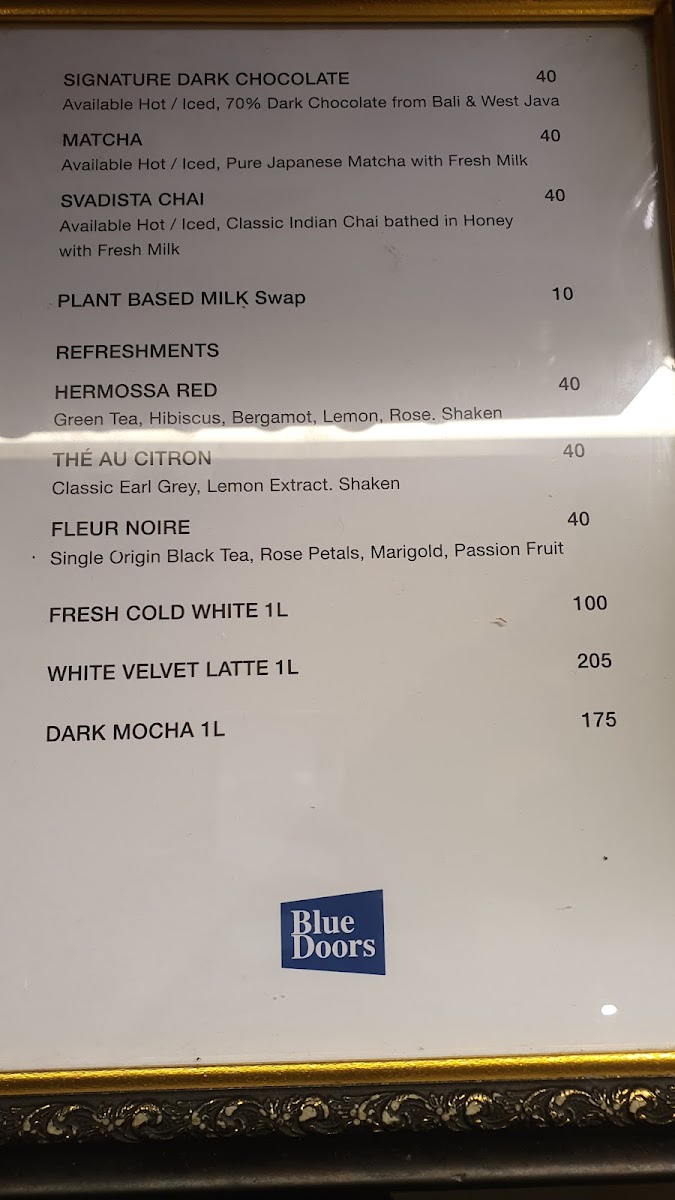 SIGNATURE DARK CHOCOLATE 40
Available Hot / Iced, 70% Dark Chocolate from Bali & West Java
MATCHA 40
Available Hot / Iced, Pure Japanese Matcha with Fresh Milk
SVADISTA CHAI 40
Available Hot / Iced, Classic Indian Chai bathed in Honey
with Fresh Milk
PLANT BASED MILK Swap 10
REFRESHMENTS
HERMOSSA RED 40
Green Tea, Hibiscus, Bergamot, Lemon, Rose. Shaken
THÉ AU CITRON 40
Classic Earl Grey, Lemon Extract. Shaken
FLEUR NOIRE 40
Single Origin Black Tea, Rose Petals, Marigold, Passion Fruit
FRESH COLD WHITE 1L 100
WHITE VELVET LATTE 1L 205
DARK MOCHA 1L 175
Blue
Doors